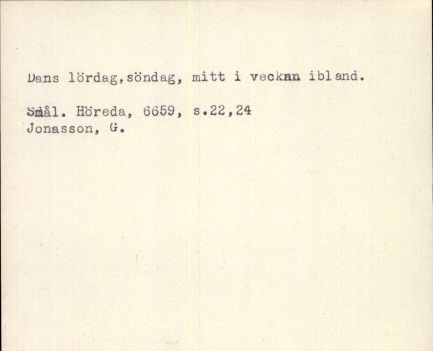 Dans lördag,söndag, mitt i veckan ibland.
Smål. Höreda, 6659, s.22,24
Jonasson, G.